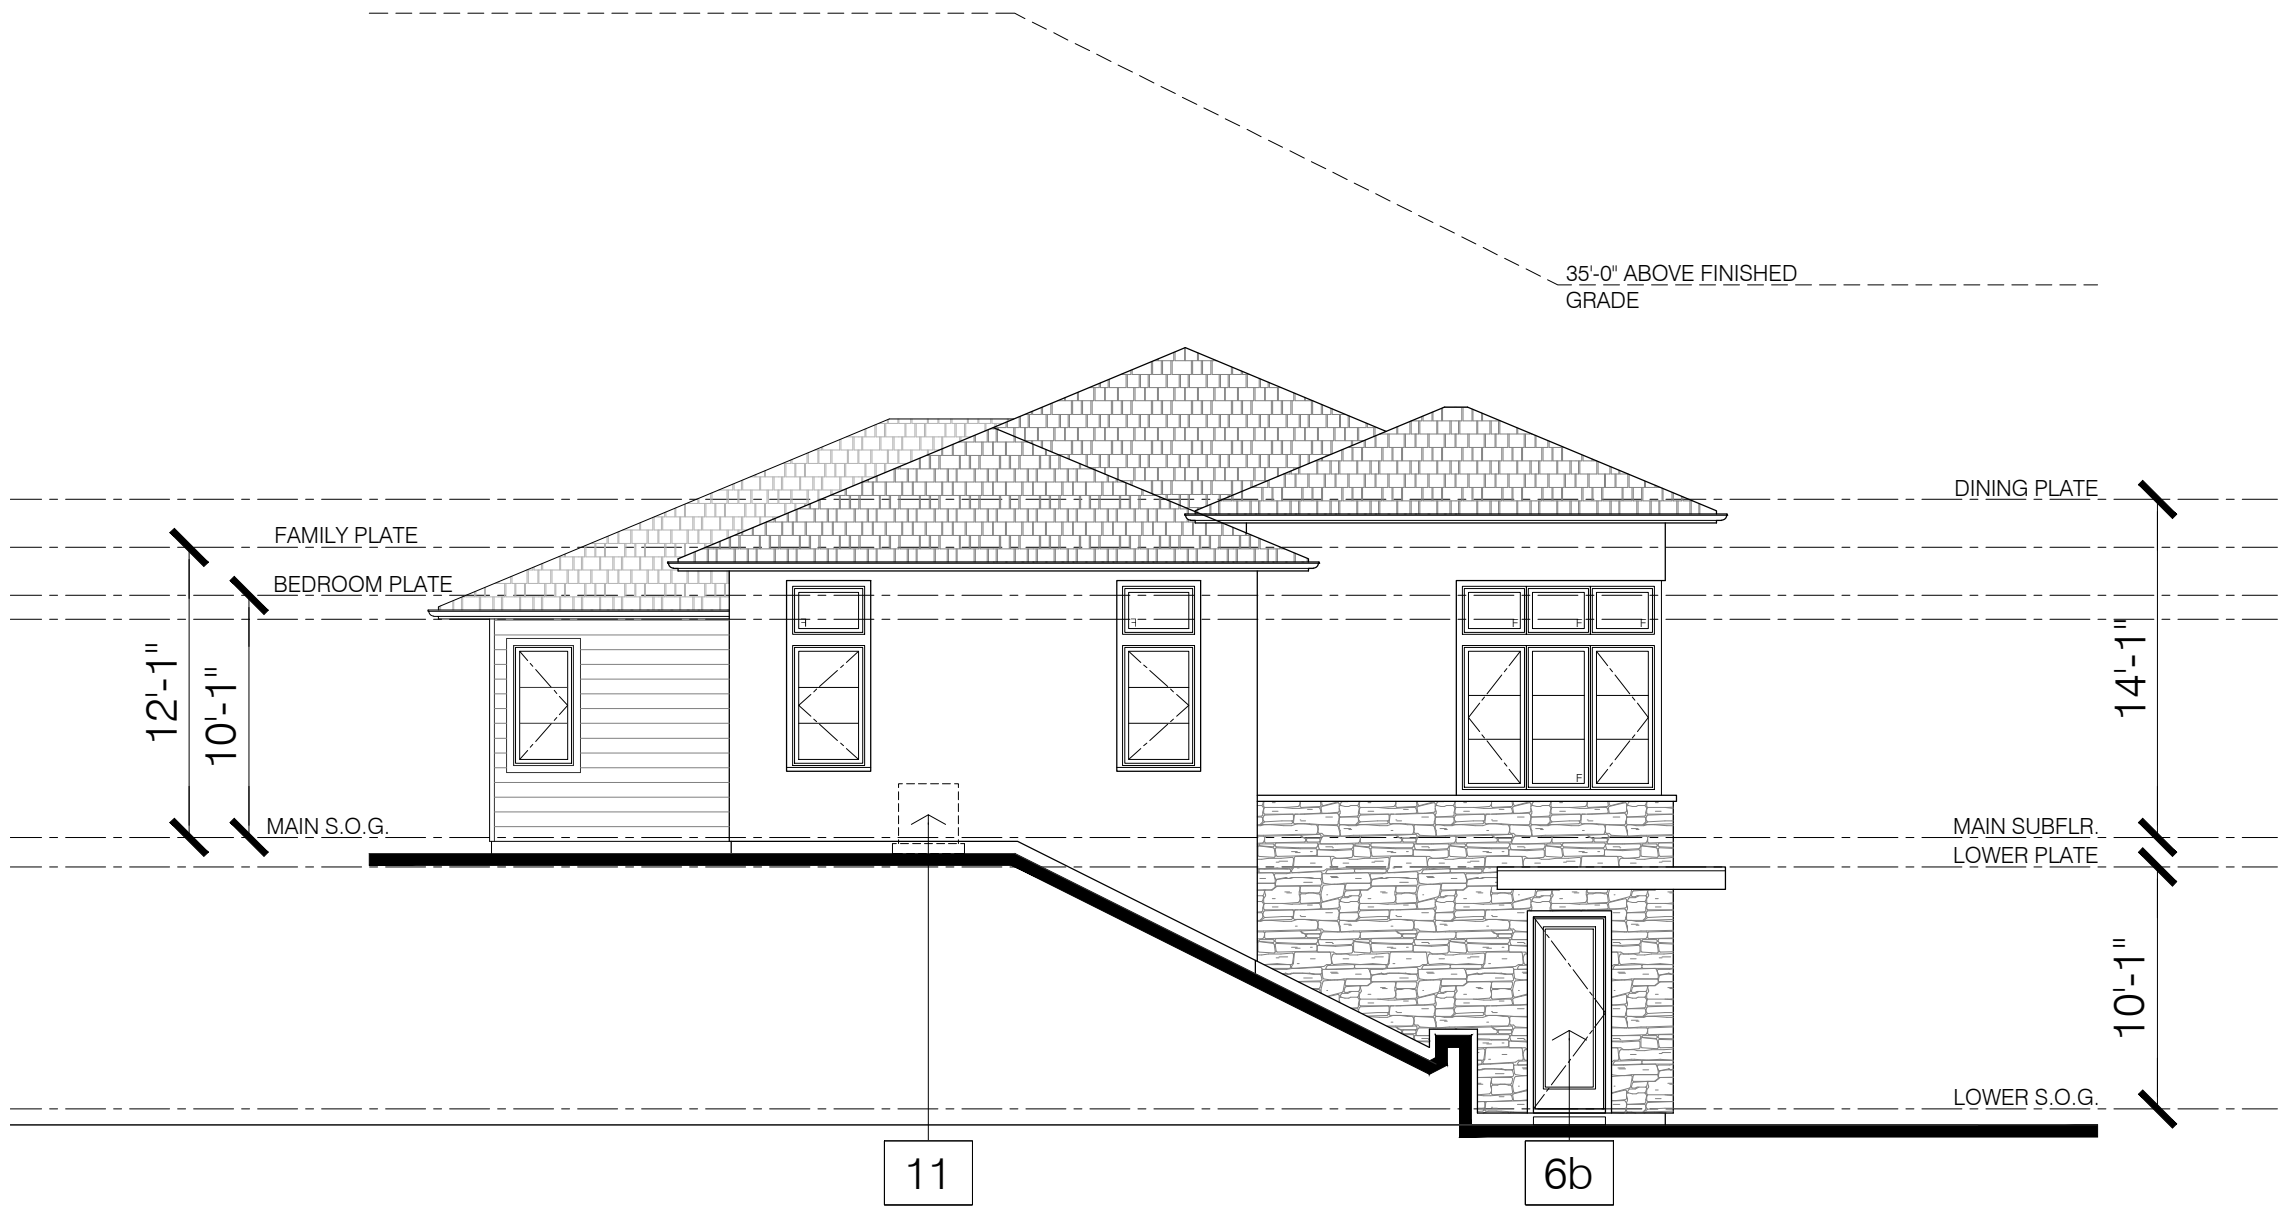 35'-0" ABOVE FINISHED
GRADE
DINING PLATE
FAMILY PLATE
BEDROOM PLATE
12'-1"
10'-1"
14'-1"
F
F
F
F
F
F
MAIN S.O.G.
MAIN SUBFLR.
LOWER PLATE
10'-1"
LOWER S.O.G.
11
6b